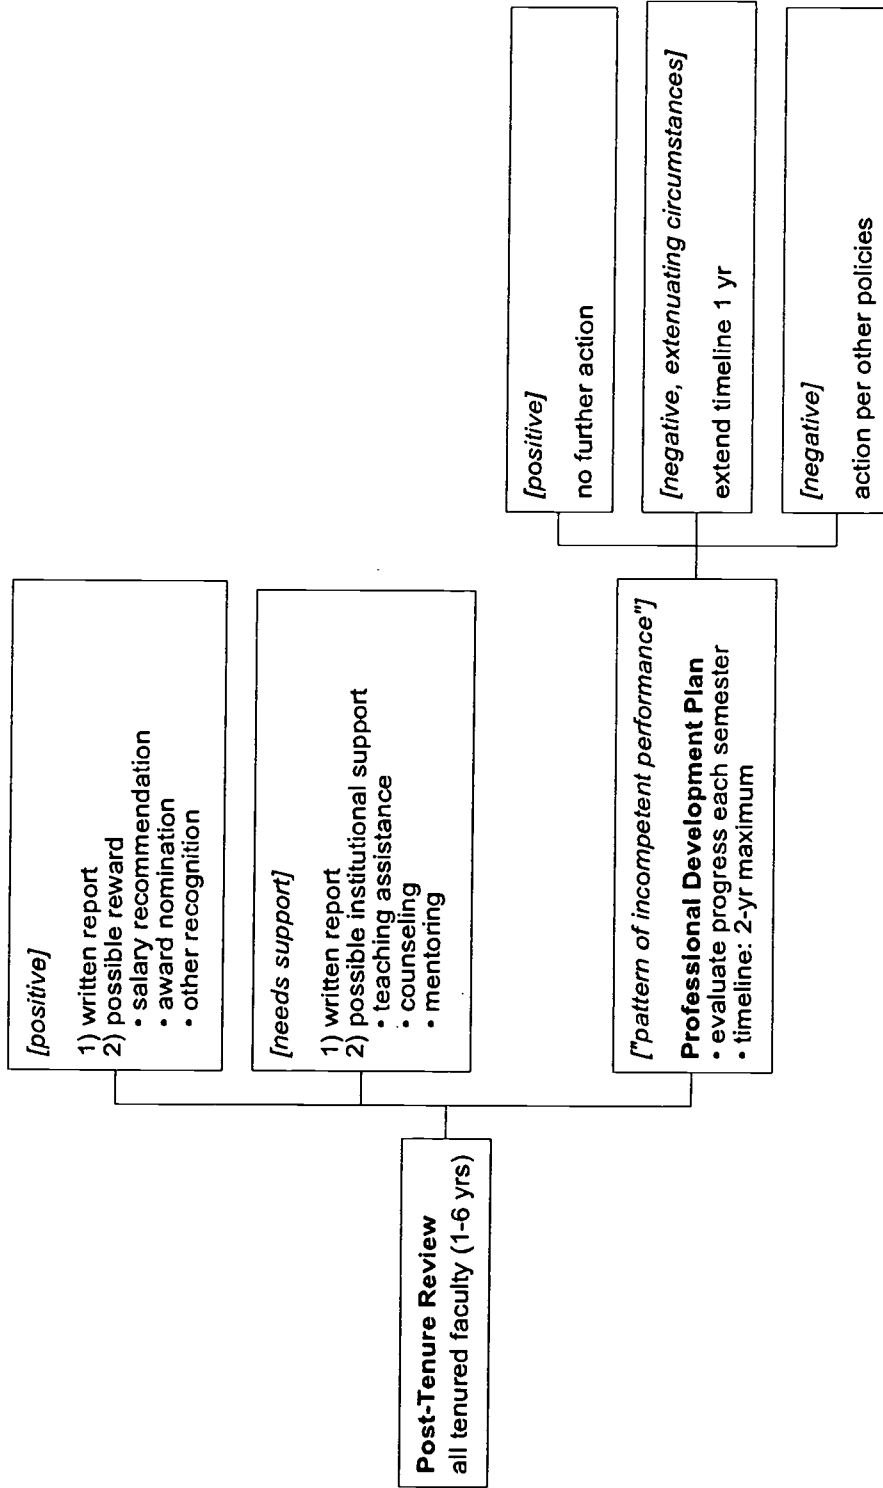 Post-Tenure Review
all tenured faculty (1-6 yrs)
[positive]
1) written report
2) possible reward
• salary recommendation
• award nomination
• other recognition
[needs support]
1) written report
2) possible institutional support
• teaching assistance
• counseling
• mentoring
["pattern of incompetent performance"]
Professional Development Plan
• evaluate progress each semester
• timeline: 2-yr maximum
[positive]
no further action
[negative, extenuating circumstances]
extend timeline 1 yr
[negative]
action per other policies